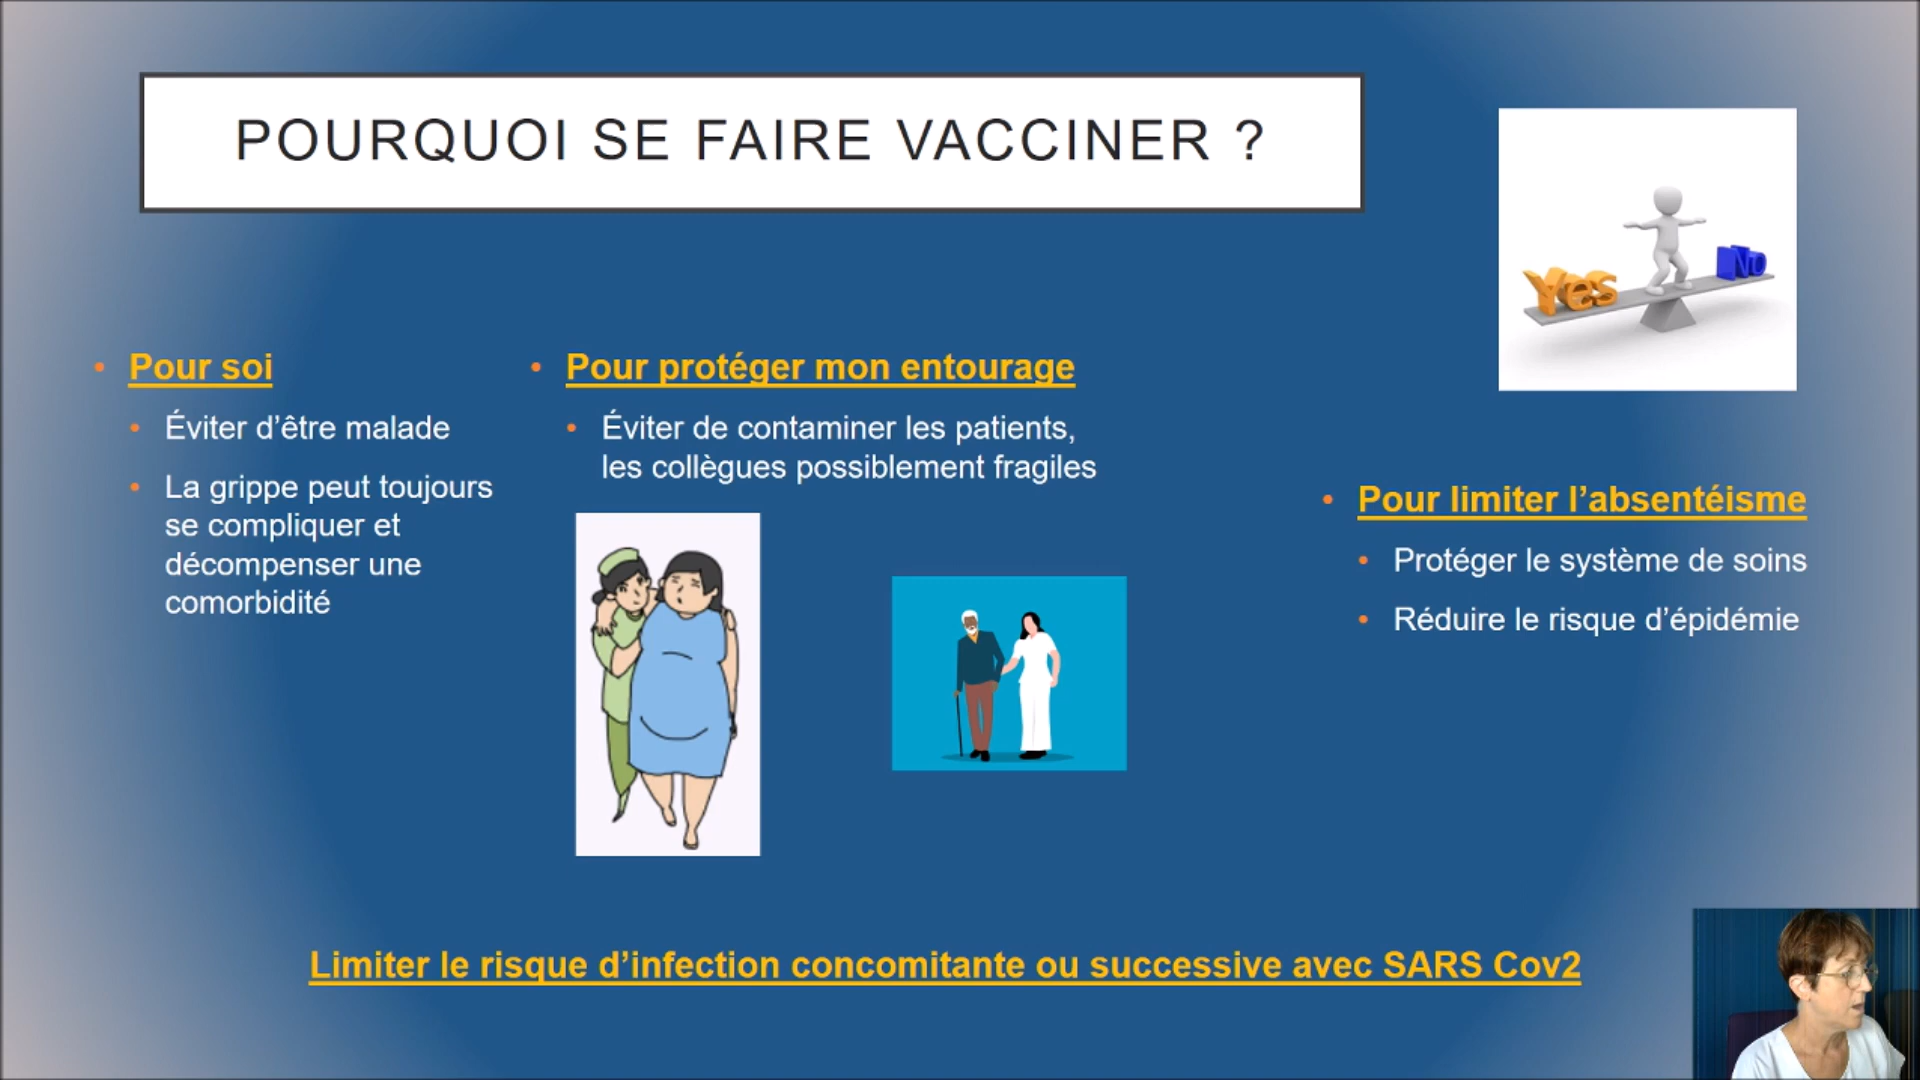 POURQUOI SE FAIRE VACCINER ?
Yes
No
• Pour soi
• Éviter d’être malade
• La grippe peut toujours
se compliquer et
décompenser une
comorbidité
• Pour protéger mon entourage
• Éviter de contaminer les patients,
les collègues possiblement fragiles
• Pour limiter l’absentéisme
• Protéger le système de soins
• Réduire le risque d’épidémie
Limiter le risque d’infection concomitante ou successive avec SARS Cov2